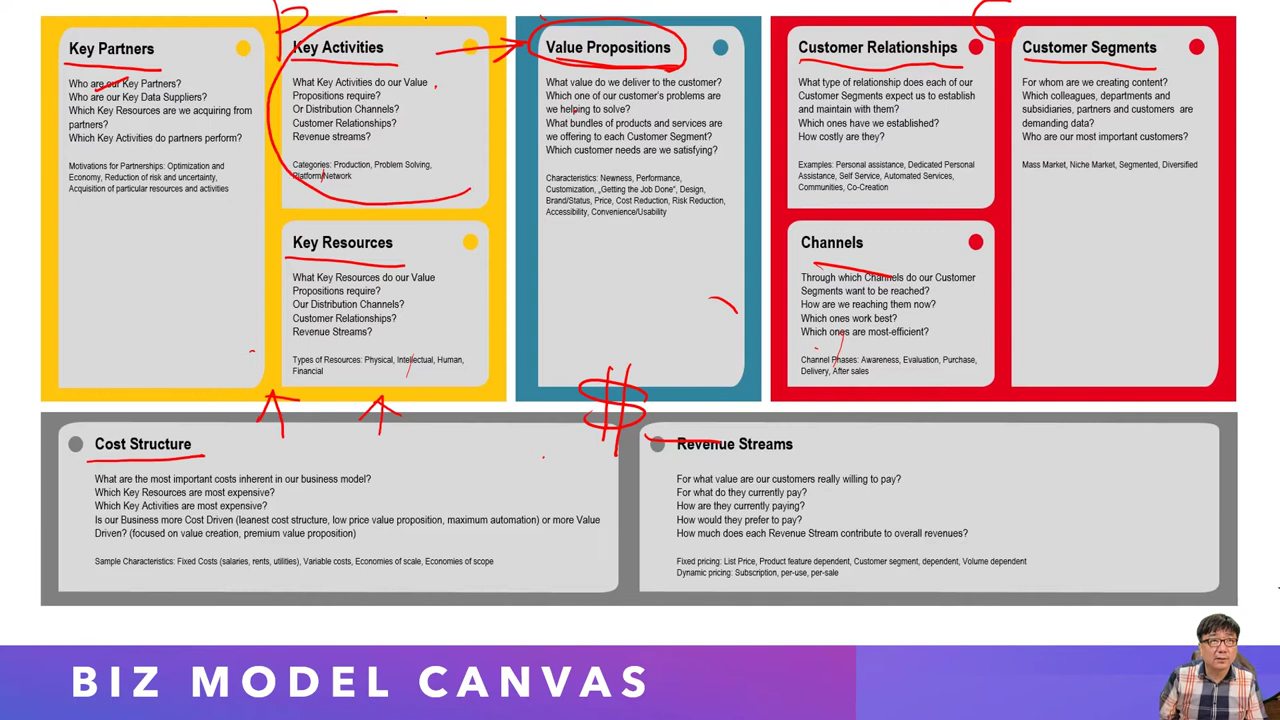 P
Key Partners
Who are our Key Partners?
Who are our Key Data Suppliers?
Which Key Resources are we acquiring from
partners?
Which Key Activities do partners perform?
Motivations for Partnerships: Optimization and
Economy, Reduction of risk and uncertainty,
Acquisition of particular resources and activities
Key Activities
What Key Activities do our Value
Propositions require?
Or Distribution Channels?
Customer Relationships?
Revenue streams?
Categories: Production, Problem Solving,
Platform/Network
Key Resources
What Key Resources do our Value
Propositions require?
Our Distribution Channels?
Customer Relationships?
Revenue Streams?
Types of Resources: Physical, Intellectual, Human,
Financial
Value Propositions
What value do we deliver to the customer?
Which one of our customer's problems are
we helping to solve?
What bundles of products and services are
we offering to each Customer Segment?
Which customer needs are we satisfying?
Characteristics: Newness, Performance,
Customization, „Getting the Job Done", Design,
Brand/Status, Price, Cost Reduction, Risk Reduction,
Accessibility, Convenience/Usability
Customer Relationships
What type of relationship does each of our
Customer Segments expect us to establish
and maintain with them?
Which ones have we established?
How costly are they?
Examples: Personal assistance, Dedicated Personal
Assistance, Self Service, Automated Services,
Communities, Co-Creation
Channels
Through which Channels do our Customer
Segments want to be reached?
How are we reaching them now?
Which ones work best?
Which ones are most-efficient?
Channel Phases: Awareness, Evaluation, Purchase,
Delivery, After sales
Customer Segments
For whom are we creating content?
Which colleagues, departments and
subsidiaries, partners and customers are
demanding data?
Who are our most important customers?
Mass Market, Niche Market, Segmented, Diversified
$
Cost Structure
What are the most important costs inherent in our business model?
Which Key Resources are most expensive?
Which Key Activities are most expensive?
Is our Business more Cost Driven (leanest cost structure, low price value proposition, maximum automation) or more Value
Driven? (focused on value creation, premium value proposition)
Sample Characteristics: Fixed Costs (salaries, rents, utilities), Variable costs, Economies of scale, Economies of scope
Revenue Streams
For what value are our customers really willing to pay?
For what do they currently pay?
How are they currently paying?
How would they prefer to pay?
How much does each Revenue Stream contribute to overall revenues?
Fixed pricing: List Price, Product feature dependent, Customer segment, dependent, Volume dependent
Dynamic pricing: Subscription, per-use, per-sale
BIZ MODEL CANVAS